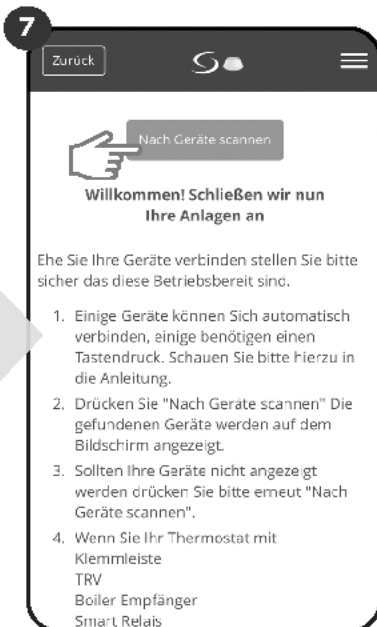 7
Zurück
Nach Geräte scannen
Willkommen! Schließen wir nun
Ihre Anlagen an
Ehe Sie Ihre Geräte verbinden stellen Sie bitte
sicher das diese Betriebsbereit sind.
1. Einige Geräte können Sich automatisch
verbinden, einige benötigen einen
Tastendruck. Schauen Sie bitte hierzu in
die Anleitung.
2. Drücken Sie "Nach Geräte scannen" Die
gefundenen Geräte werden auf dem
Bildschirm angezeigt.
3. Sollten Ihre Geräte nicht angezeigt
werden drücken Sie bitte erneut "Nach
Geräte scannen".
4. Wenn Sie Ihr Thermostat mit
Klemmleiste
TRV
Boiler Empfänger
Smart Relais